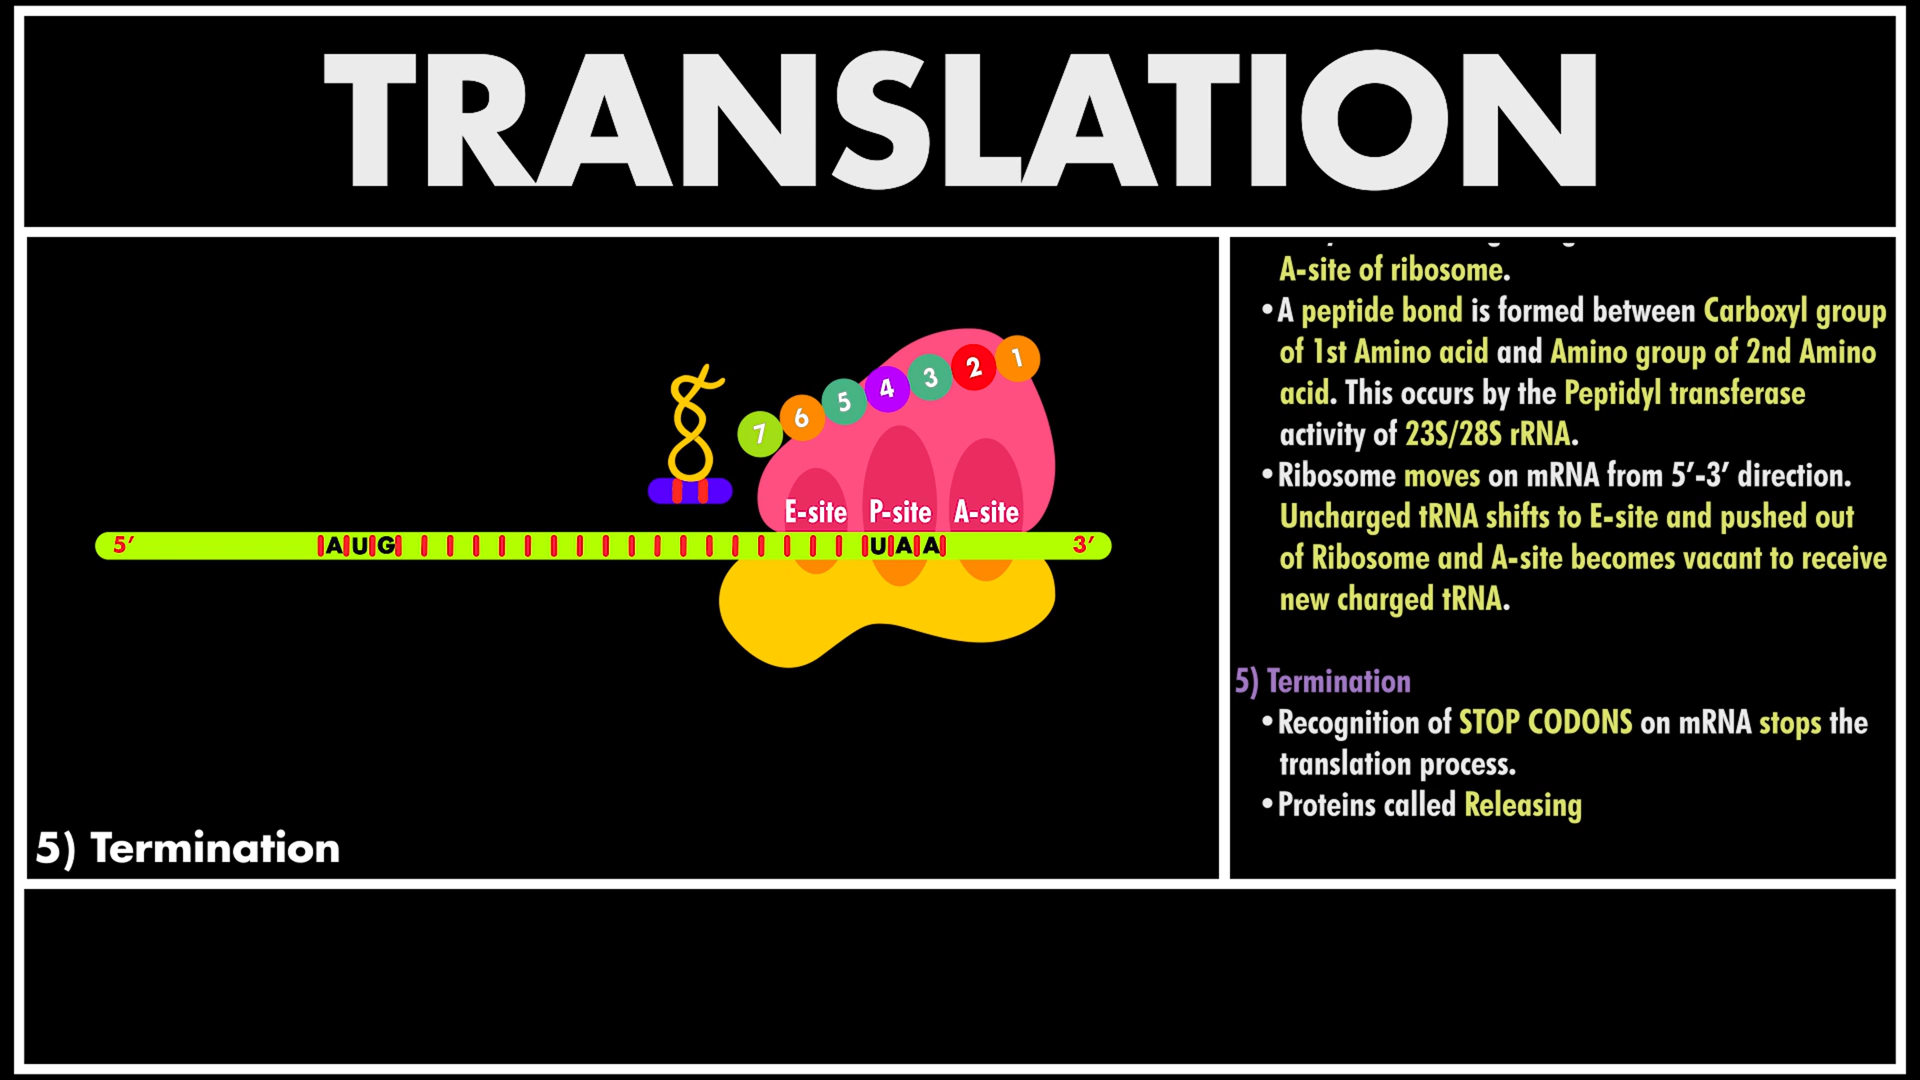 TRANSLATION
1
2
3
4
5
6
7
E-site P-site A-site
5′ AUG UAA 3′
5) Termination
A-site of ribosome.
•A peptide bond is formed between Carboxyl group
of 1st Amino acid and Amino group of 2nd Amino
acid. This occurs by the Peptidyl transferase
activity of 23S/28S rRNA.
•Ribosome moves on mRNA from 5′-3′ direction.
Uncharged tRNA shifts to E-site and pushed out
of Ribosome and A-site becomes vacant to receive
new charged tRNA.
5) Termination
•Recognition of STOP CODONS on mRNA stops the
translation process.
•Proteins called Releasing